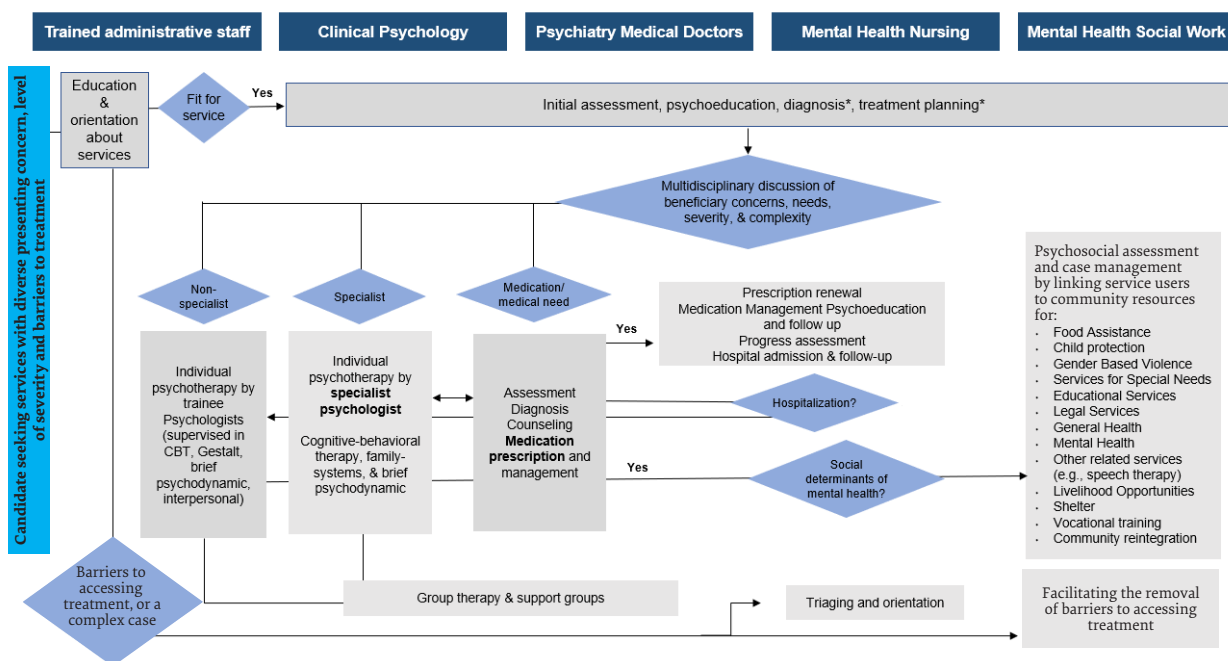 Trained administrative staff
Clinical Psychology
Psychiatry Medical Doctors
Mental Health Nursing
Mental Health Social Work
Candidate seeking services with diverse presenting concern, level
of severity and barriers to treatment
Education
&
orientation
about
services
Fit for
service
Yes
Initial assessment, psychoeducation, diagnosis*, treatment planning*
Multidisciplinary discussion of
beneficiary concerns, needs,
severity, & complexity
Non-
specialist
Specialist
Medication/
medical need
Individual
psychotherapy by
trainee
Psychologists
(supervised in
CBT, Gestalt, brief
psychodynamic,
interpersonal)
Individual
psychotherapy by
specialist
psychologist
Cognitive-behavioral
therapy, family-
systems, & brief
psychodynamic
Assessment
Diagnosis
Counseling
Medication
prescription and
management
Yes
Prescription renewal
Medication Management Psychoeducation
and follow up
Progress assessment
Hospital admission & follow-up
Hospitalization?
Yes
Social
determinants of
mental health?
Psychosocial assessment
and case management
by linking service users
to community resources
for:
· Food Assistance
· Child protection
· Gender Based Violence
· Services for Special Needs
· Educational Services
· Legal Services
· General Health
· Mental Health
· Other related services
(e.g., speech therapy)
· Livelihood Opportunities
· Shelter
· Vocational training
· Community reintegration
Barriers to
accessing
treatment, or a
complex case
Group therapy & support groups
Triaging and orientation
Facilitating the removal
of barriers to accessing
treatment